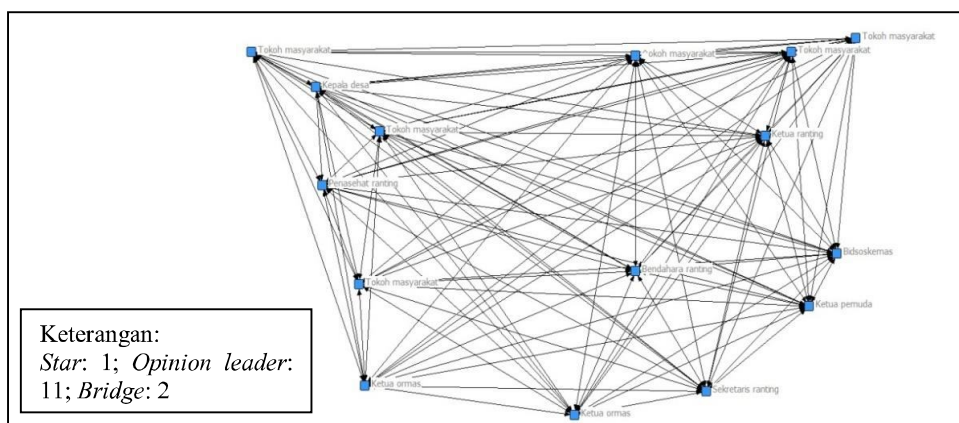 Tokoh masyarakat
Tokoh masyarakat
Tokoh masyarakat
Tokoh masyarakat
Kepala desa
Tokoh masyarakat
Ketua ranting
Penasehat ranting
Bidsoskemas
Bendahara ranting
Tokoh masyarakat
Ketua pemuda
Keterangan:
Star: 1; Opinion leader:
11; Bridge: 2
Ketua ormas
Sekretaris ranting
Ketua ormas